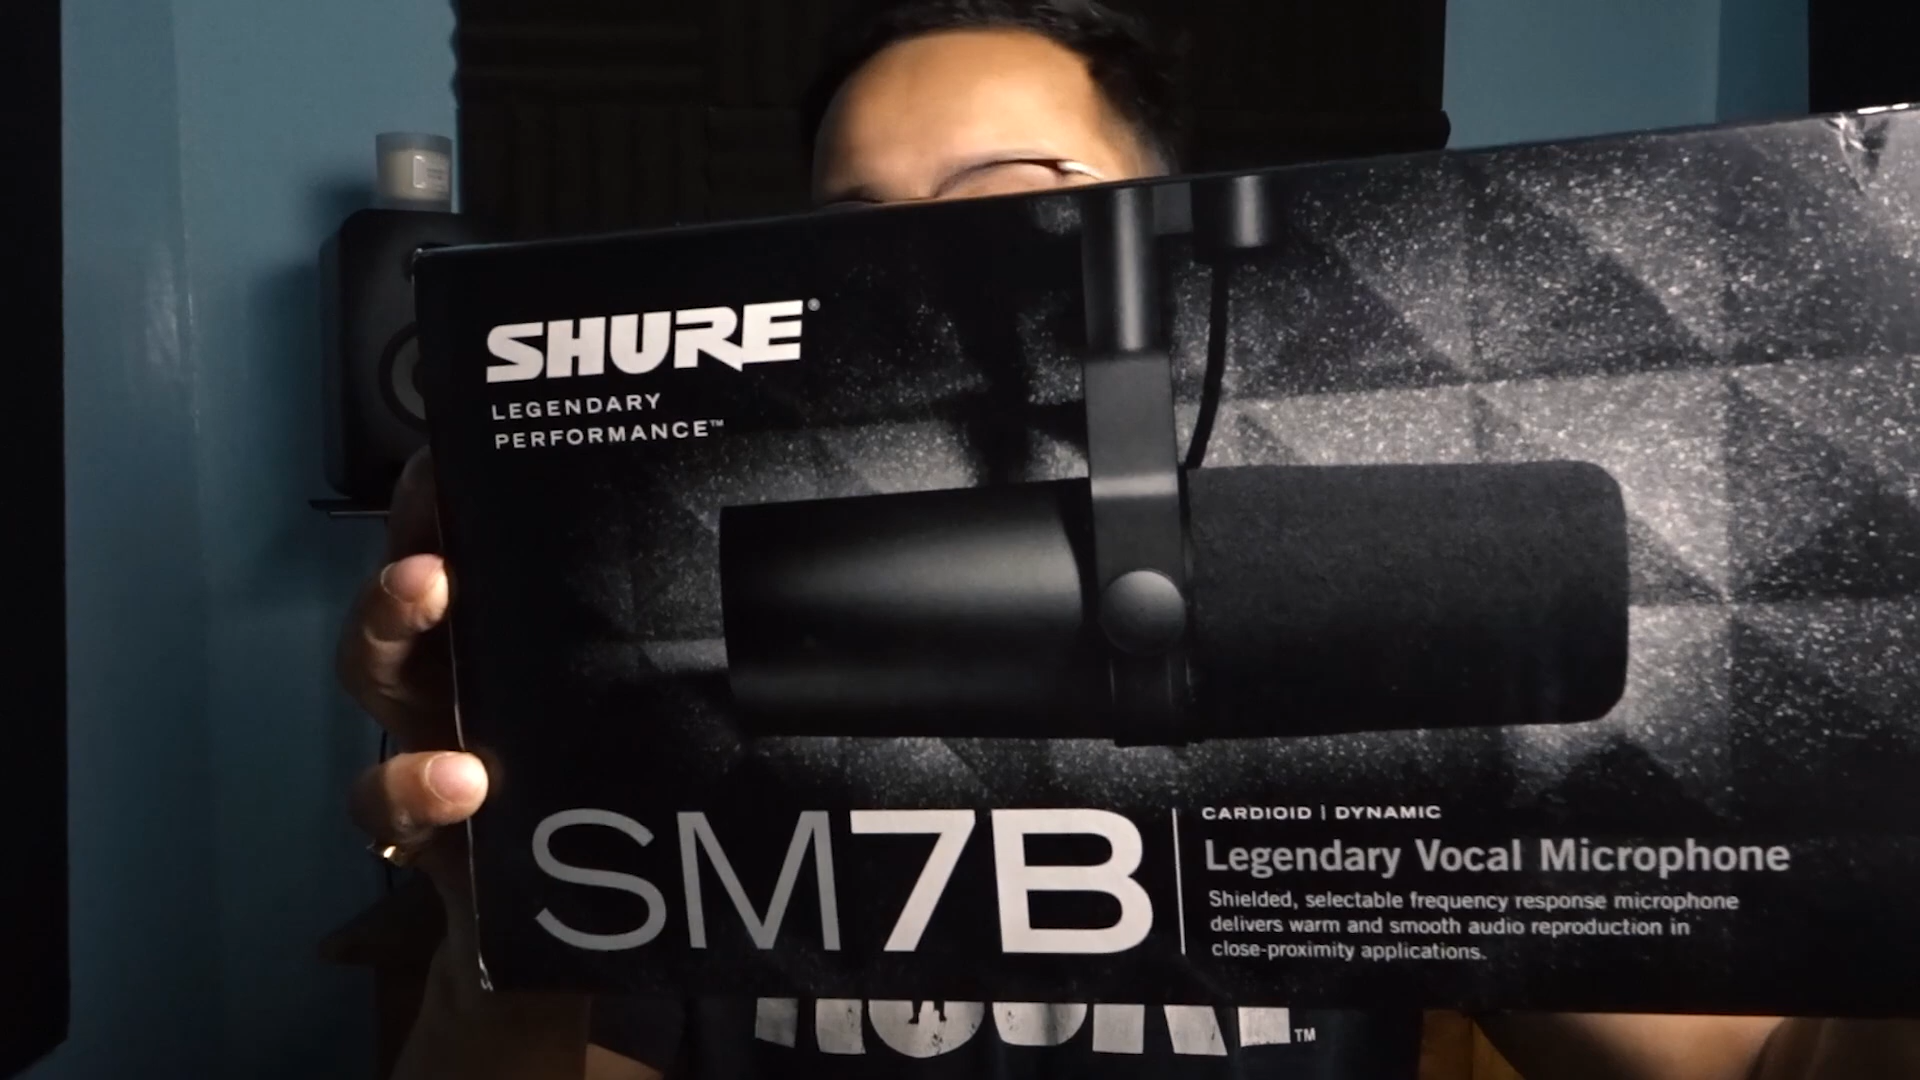 SHURE®
LEGENDARY
PERFORMANCE™
SM7B
CARDIOID | DYNAMIC
Legendary Vocal Microphone
Shielded, selectable frequency response microphone
delivers warm and smooth audio reproduction in
close-proximity applications.
TM